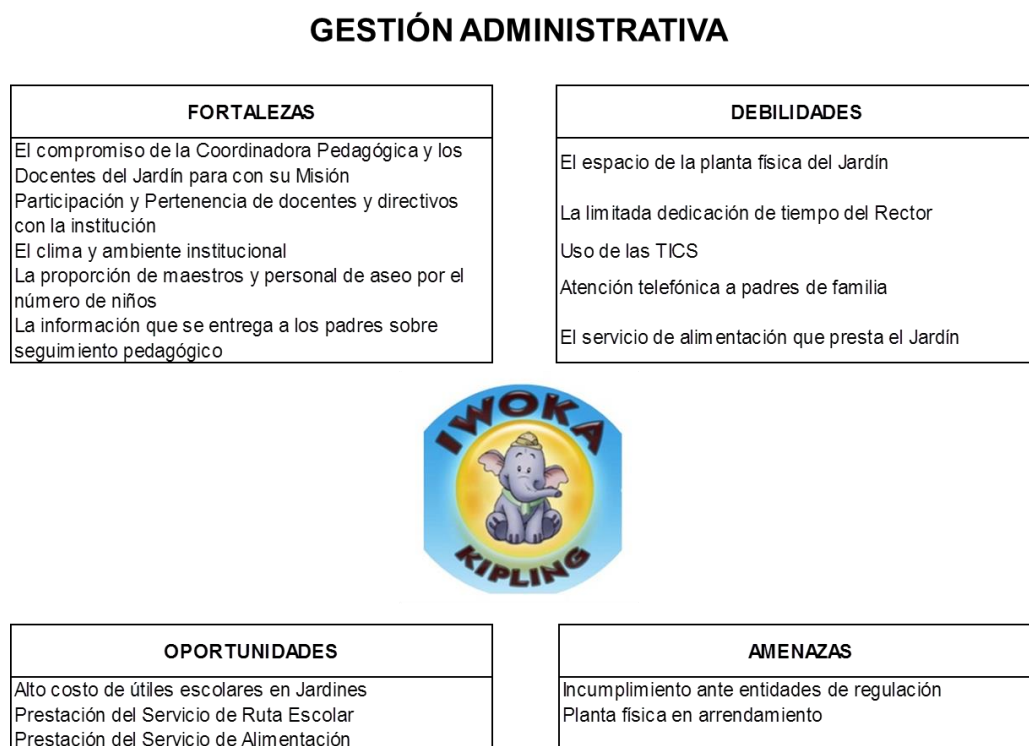 GESTIÓN ADMINISTRATIVA
FORTALEZAS
El compromiso de la Coordinadora Pedagógica y los
Docentes del Jardín para con su Misión
Participación y Pertenencia de docentes y directivos
con la institución
El clima y ambiente institucional
La proporción de maestros y personal de aseo por el
número de niños
La información que se entrega a los padres sobre
seguimiento pedagógico
DEBILIDADES
El espacio de la planta física del Jardín
La limitada dedicación de tiempo del Rector
Uso de las TICS
Atención telefónica a padres de familia
El servicio de alimentación que presta el Jardín
IWOKA
KIPLING
OPORTUNIDADES
Alto costo de útiles escolares en Jardines
Prestación del Servicio de Ruta Escolar
Prestación del Servicio de Alimentación
AMENAZAS
Incumplimiento ante entidades de regulación
Planta física en arrendamiento